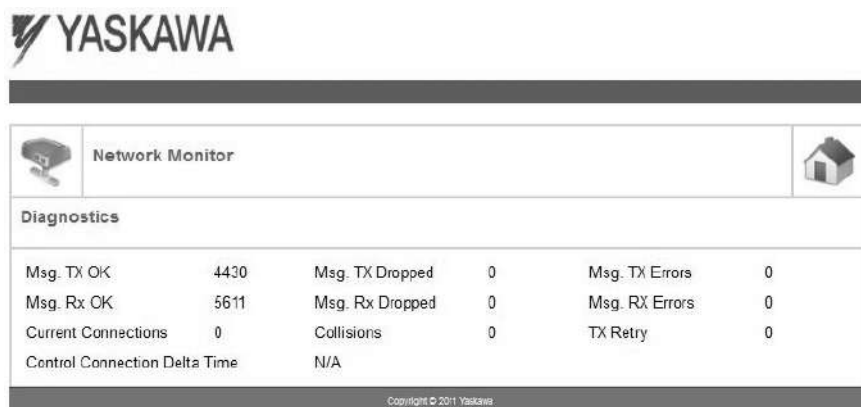 YASKAWA
Network Monitor
Diagnostics
Msg. TX OK 4430 Msg. TX Dropped 0 Msg. TX Errors 0
Msg. Rx OK 5611 Msg. Rx Dropped 0 Msg. RX Errors 0
Current Connections 0 Collisions 0 TX Retry 0
Control Connection Delta Time N/A
Copyright © 2011 Yaskawa